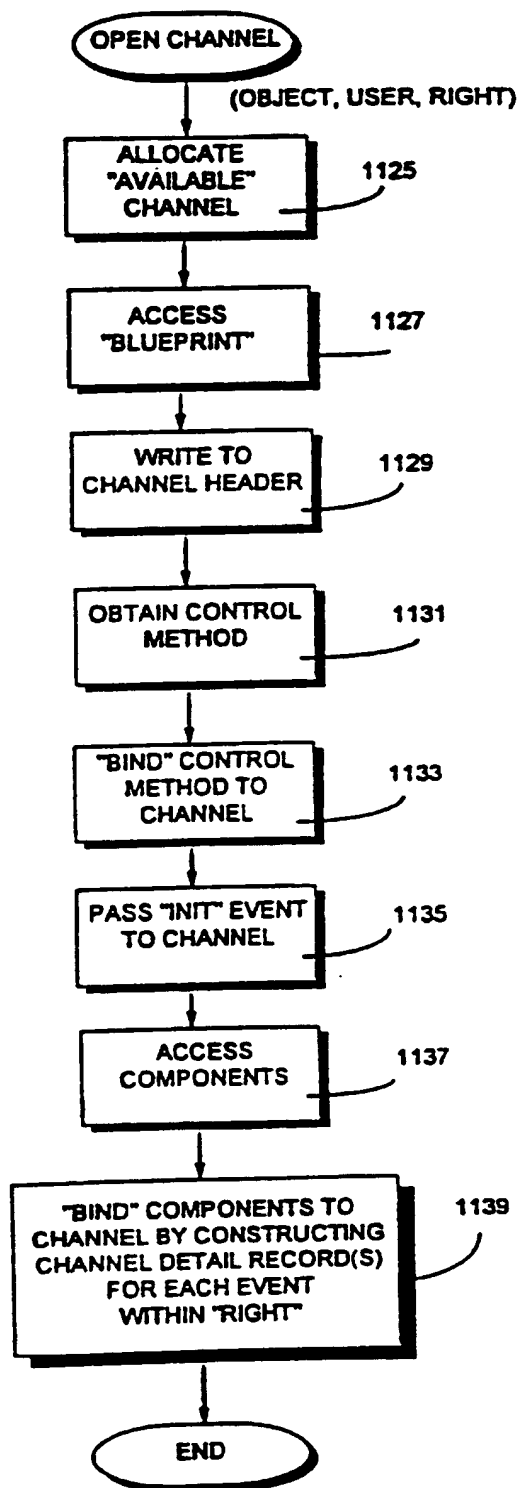 OPEN CHANNEL
(OBJECT, USER, RIGHT)
ALLOCATE
"AVAILABLE"
CHANNEL
1125
ACCESS
"BLUEPRINT"
1127
WRITE TO
CHANNEL HEADER
1129
OBTAIN CONTROL
METHOD
1131
"BIND" CONTROL
METHOD TO
CHANNEL
1133
PASS "INIT" EVENT
TO CHANNEL
1135
ACCESS
COMPONENTS
1137
"BIND" COMPONENTS TO
CHANNEL BY CONSTRUCTING
CHANNEL DETAIL RECORD(S)
FOR EACH EVENT
WITHIN "RIGHT"
1139
END